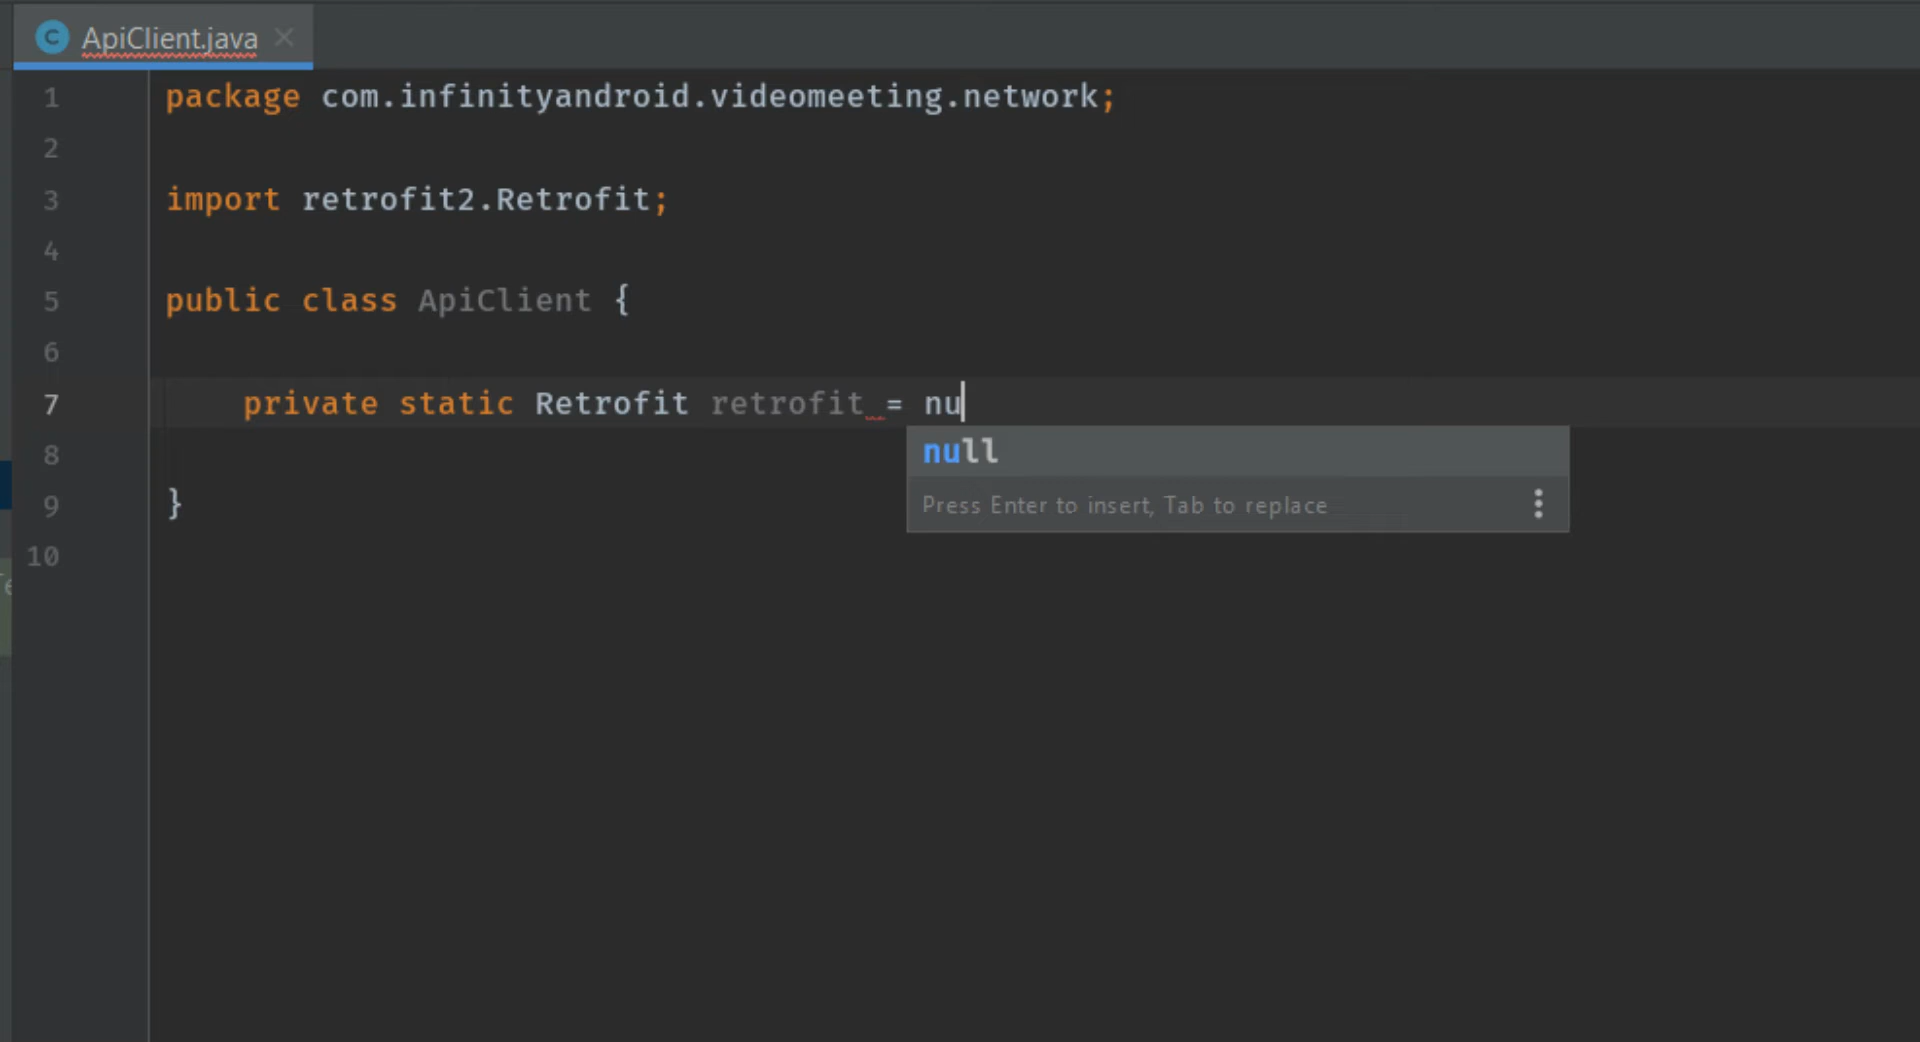 ApiClient.java
1 package com.infinityandroid.videomeeting.network;
2
3 import retrofit2.Retrofit;
4
5 public class ApiClient {
6
7 private static Retrofit retrofit = nu
null
8
Press Enter to insert, Tab to replace
9 }
10